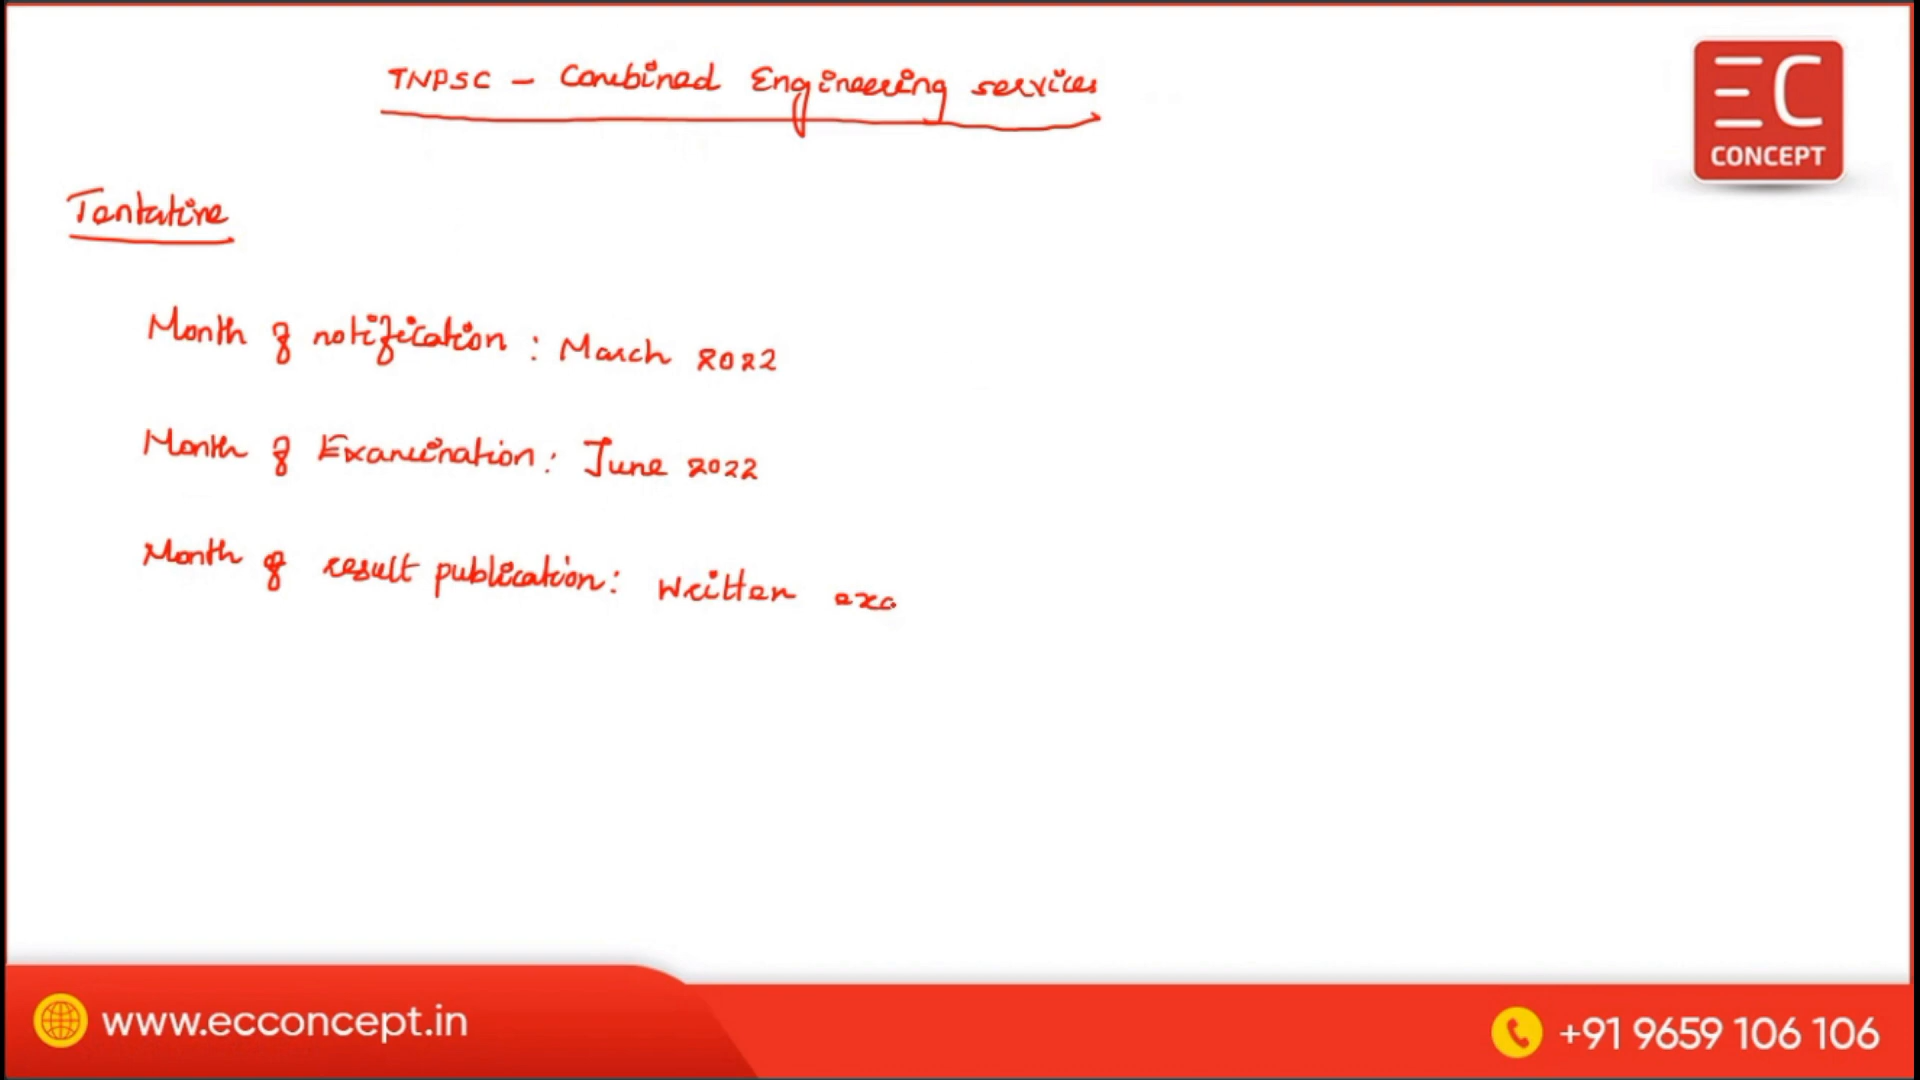 TNPSC - Combined Engineering services
EC
CONCEPT
Tentative
Month of notification : March 2022
Month of Examination : June 2022
Month of result publication : Written exa
www.ecconcept.in
+91 9659 106 106